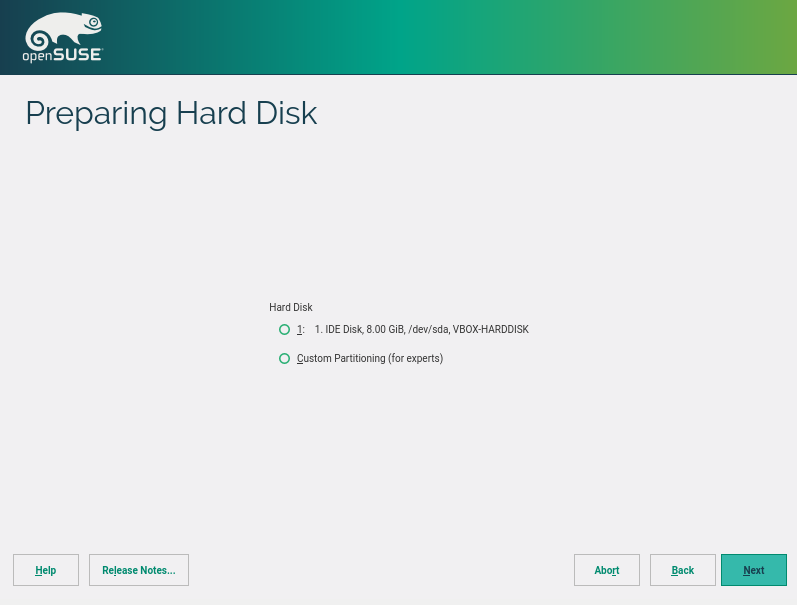 openSUSE
Preparing Hard Disk
Hard Disk
1: 1. IDE Disk, 8.00 GiB, /dev/sda, VBOX-HARDDISK
Custom Partitioning (for experts)
Help Release Notes... Abort Back Next